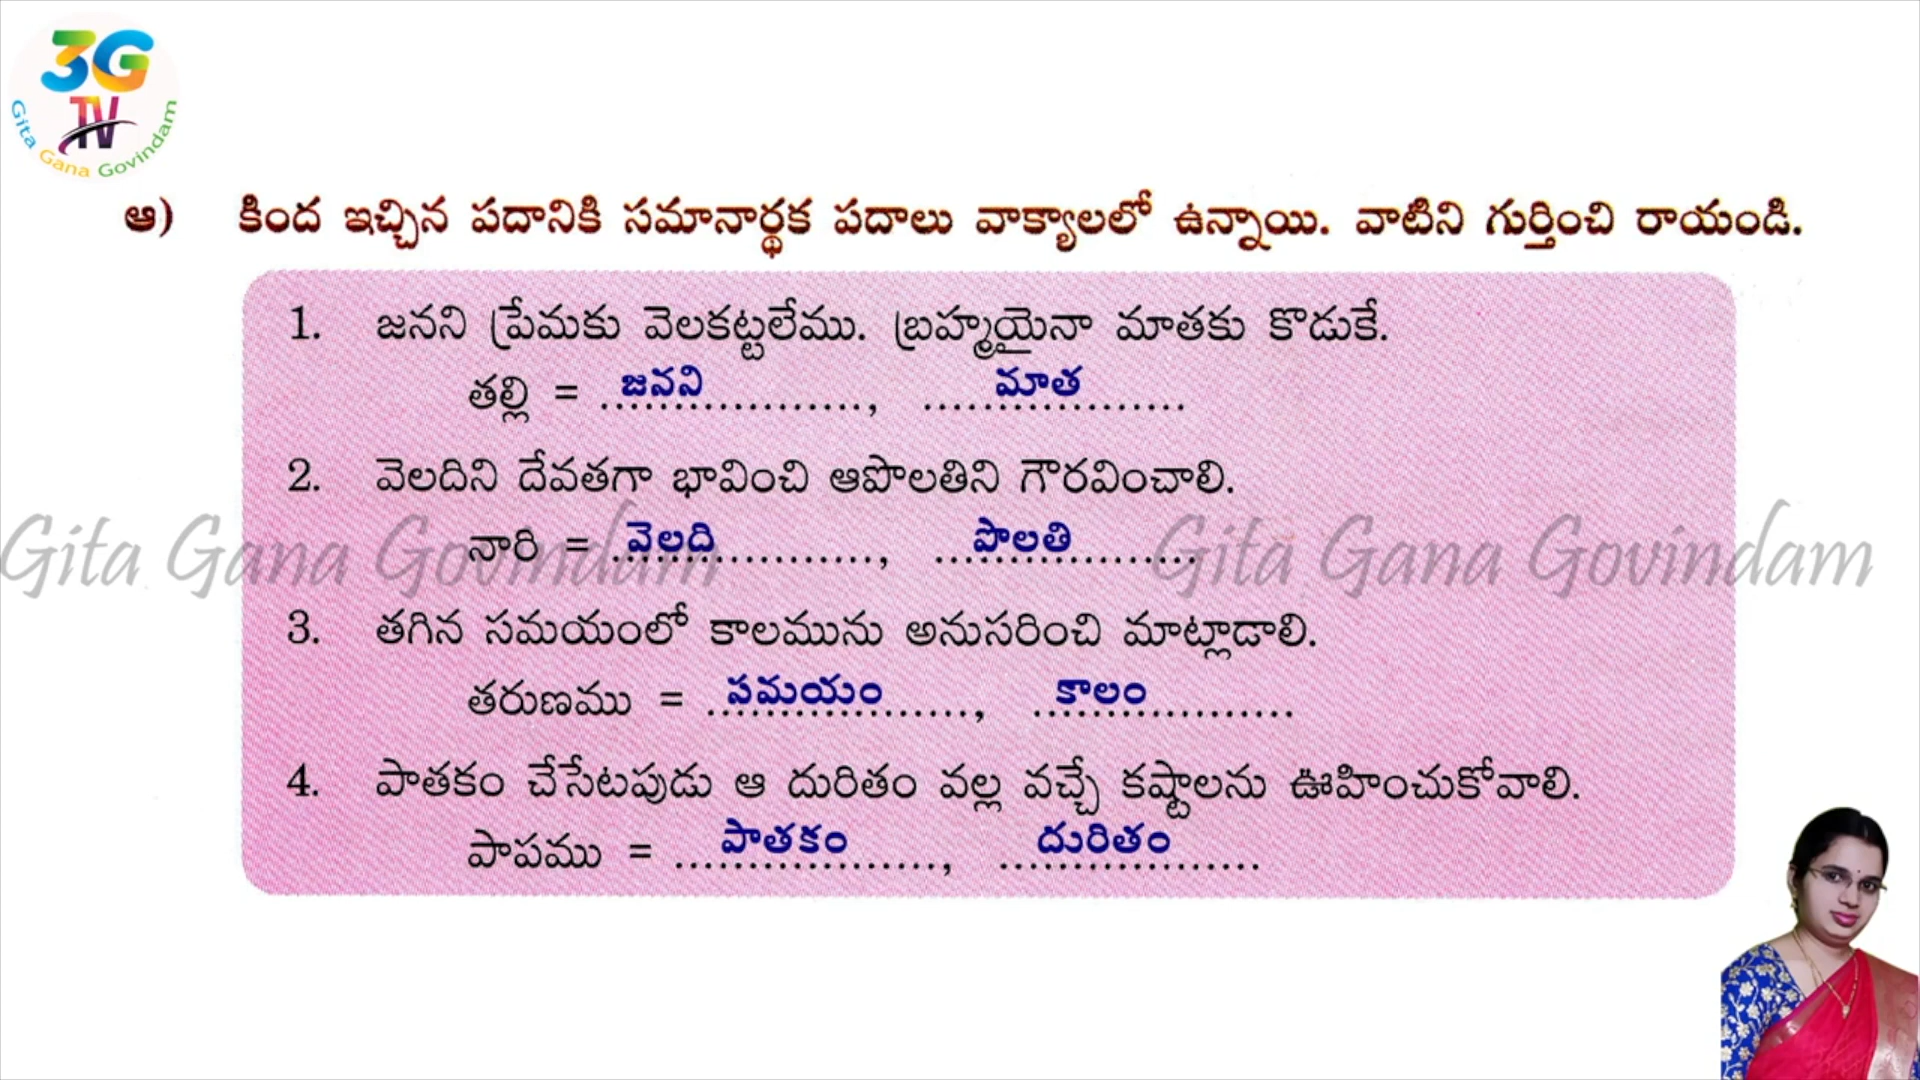 3G
TV
Gita Gana Govindam
ఆ) కింద ఇచ్చిన పదానికి సమానార్థక పదాలు వాక్యాలలో ఉన్నాయి. వాటిని గుర్తించి రాయండి.
1. జనని ప్రేమకు వెలకట్టలేము. బ్రహ్మయైనా మాతకు కొడుకే.
తల్లి = జనని, మాత
2. వెలదిని దేవతగా భావించి ఆపొలతిని గౌరవించాలి.
నారీ = వెలది, పొలతి
Gita Gana Govindam Gita Gana Govindam
3. తగిన సమయంలో కాలమును అనుసరించి మాట్లాడాలి.
తరుణము = సమయం, కాలం
4. పాతకం చేసేటపుడు ఆ దురితం వల్ల వచ్చే కష్టాలను ఊహించుకోవాలి.
పాపము = పాతకం, దురితం